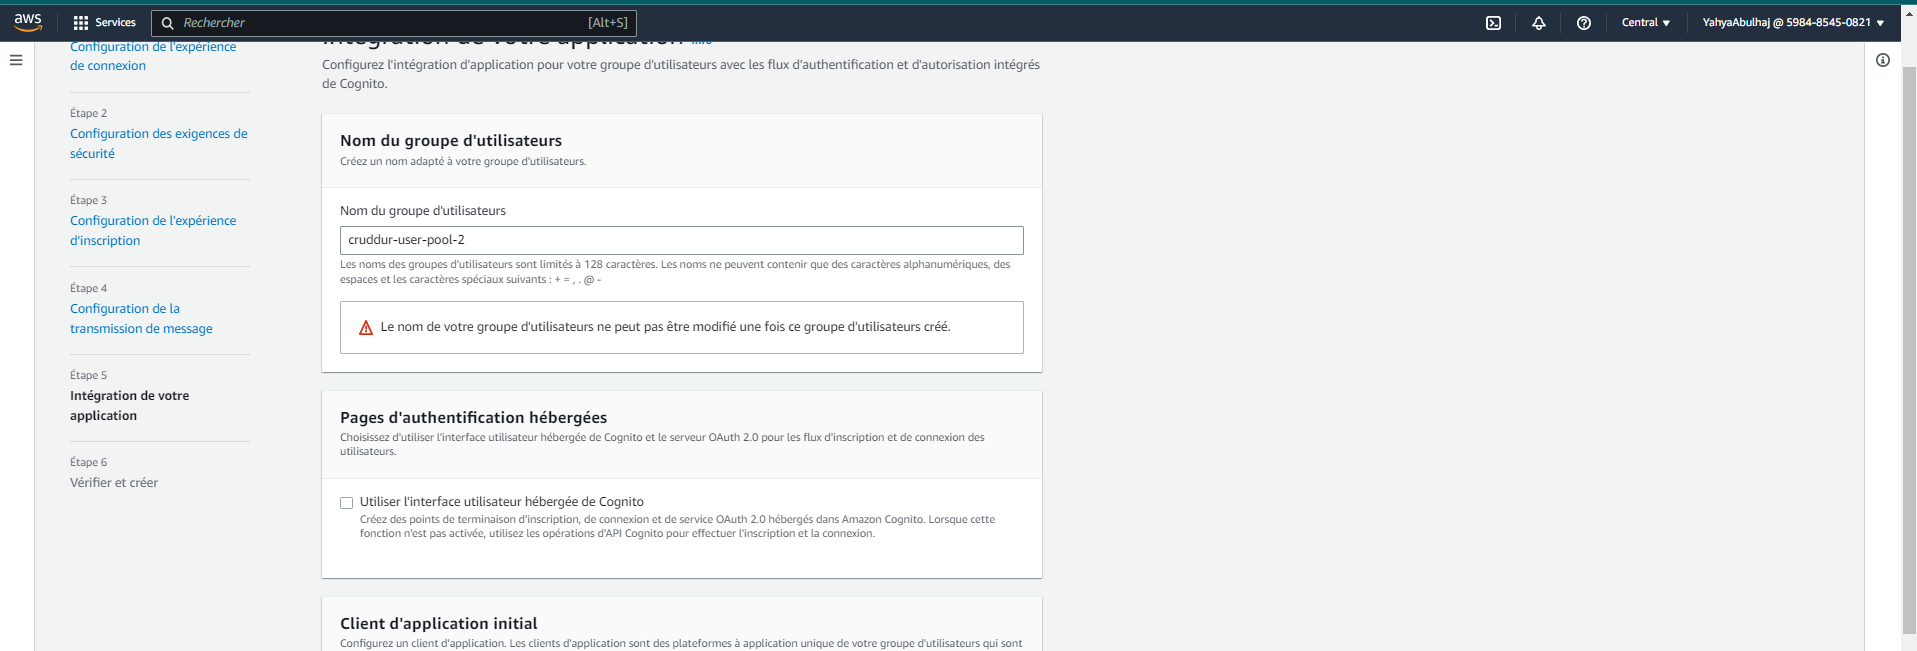 aws
Services
Rechercher
[Alt+S]
Central
YahyaAbulhaj @ 5984-8545-0821
Configuration de l'expérience
de connexion
Étape 2
Configuration des exigences de
sécurité
Étape 3
Configuration de l'expérience
d'inscription
Étape 4
Configuration de la
transmission de message
Étape 5
Intégration de votre
application
Étape 6
Vérifier et créer
Intégration de votre application Info
Configurez l'intégration d'application pour votre groupe d'utilisateurs avec les flux d'authentification et d'autorisation intégrés
de Cognito.
Nom du groupe d'utilisateurs
Créez un nom adapté à votre groupe d'utilisateurs.
Nom du groupe d'utilisateurs
cruddur-user-pool-2
Les noms des groupes d'utilisateurs sont limités à 128 caractères. Les noms ne peuvent contenir que des caractères alphanumériques, des
espaces et les caractères spéciaux suivants : + = , . @ -
Le nom de votre groupe d'utilisateurs ne peut pas être modifié une fois ce groupe d'utilisateurs créé.
Pages d'authentification hébergées
Choisissez d'utiliser l'interface utilisateur hébergée de Cognito et le serveur OAuth 2.0 pour les flux d'inscription et de connexion des
utilisateurs.
Utiliser l'interface utilisateur hébergée de Cognito
Créez des points de terminaison d'inscription, de connexion et de service OAuth 2.0 hébergés dans Amazon Cognito. Lorsque cette
fonction n'est pas activée, utilisez les opérations d'API Cognito pour effectuer l'inscription et la connexion.
Client d'application initial
Configurez un client d'application. Les clients d'application sont des plateformes à application unique de votre groupe d'utilisateurs qui sont